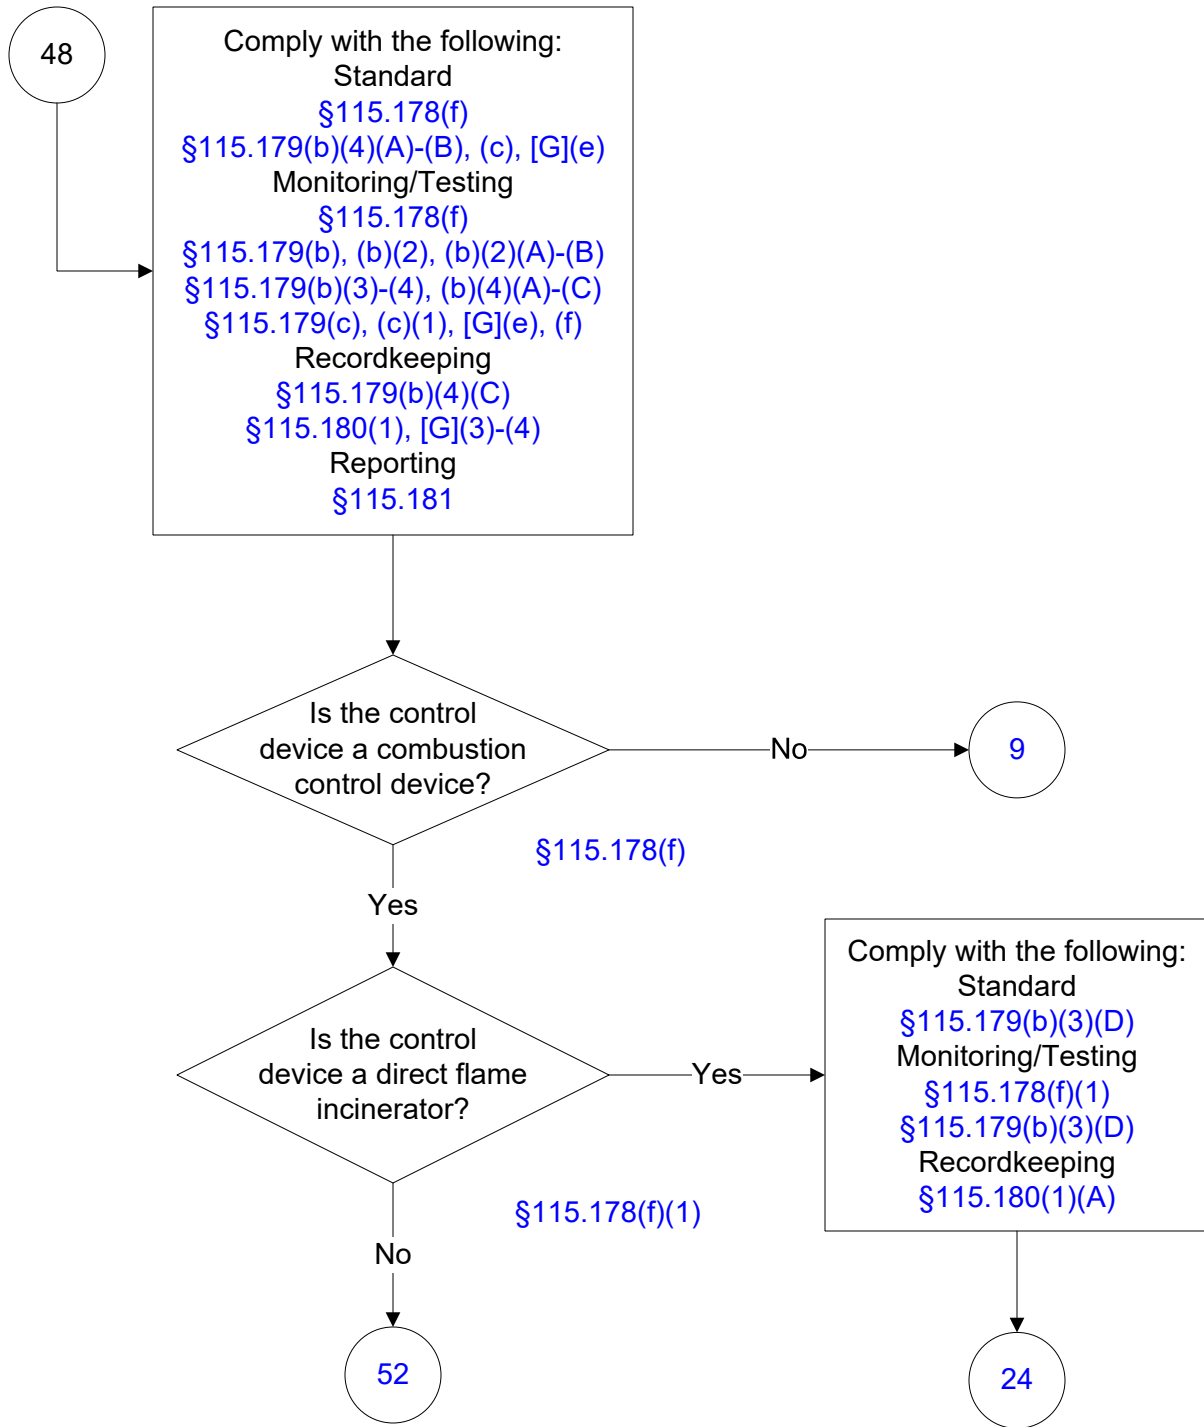 48
Comply with the following:
Standard
§115.178(f)
§115.179(b)(4)(A)-(B), (c), [G](e)
Monitoring/Testing
§115.178(f)
§115.179(b), (b)(2), (b)(2)(A)-(B)
§115.179(b)(3)-(4), (b)(4)(A)-(C)
§115.179(c), (c)(1), [G](e), (f)
Recordkeeping
§115.179(b)(4)(C)
§115.180(1), [G](3)-(4)
Reporting
§115.181
Is the control
device a combustion
control device?
No
9
§115.178(f)
Yes
Is the control
device a direct flame
incinerator?
Yes
Comply with the following:
Standard
§115.179(b)(3)(D)
Monitoring/Testing
§115.178(f)(1)
§115.179(b)(3)(D)
Recordkeeping
§115.180(1)(A)
§115.178(f)(1)
No
52
24